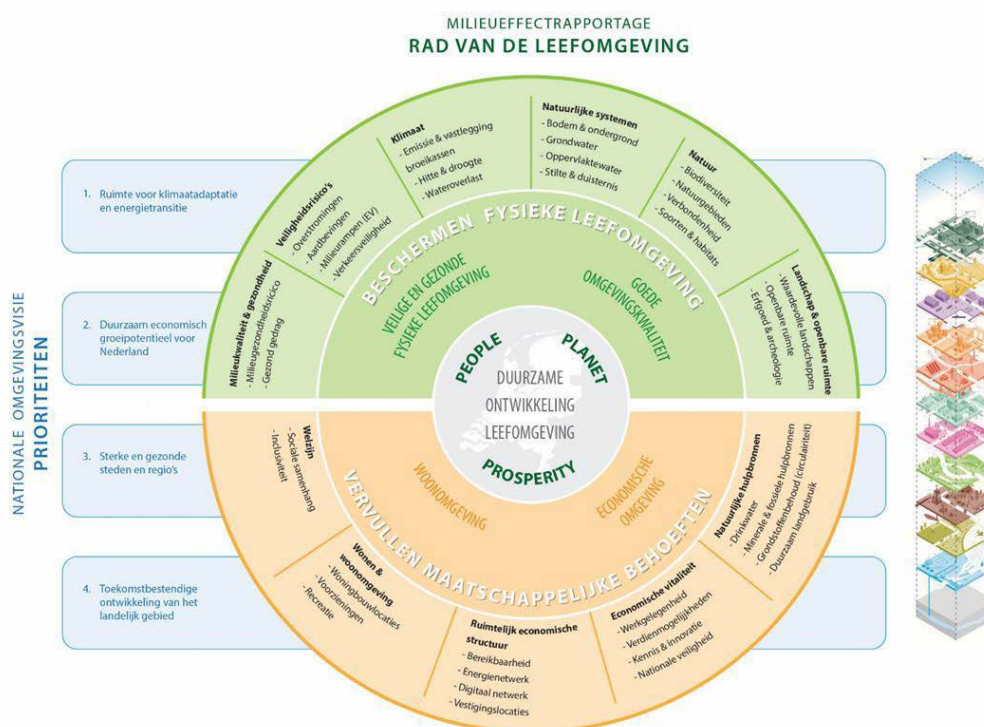 MILIEUEFFECTRAPPORTAGE
RAD VAN DE LEEFOMGEVING
NATIONALE OMGEVINGSVISIE
PRIORITEITEN
1. Ruimte voor klimaatadaptatie
en energietransitie
2. Duurzaam economisch
groeipotentieel voor
Nederland
3. Sterke en gezonde
steden en regio's
4. Toekomstbestendige
ontwikkeling van het
landelijk gebied
BESCHERMEN FYSIEKE LEEFOMGEVING
VEILIGE EN GEZONDE
FYSIEKE LEEFOMGEVING
GOEDE
OMGEVINGSKWALITEIT
Milieukwaliteit & gezondheid
- Milieugezondheidsricico
- Gezond gedrag
Veiligheidsrisico's
- Overstromingen
- Aardbevingen
- Milieurampen (EV)
- Verkeersveiligheid
Klimaat
- Emissie & vastlegging
broeikassen
- Hitte & droogte
- Wateroverlast
Natuurlijke systemen
- Bodem & ondergrond
- Grondwater
- Oppervlaktewater
- Stilte & duisternis
Natuur
- Biodiversiteit
- Natuurgebieden
- Verbondenheid
- Soorten & habitats
Landschap & openbare ruimte
- Waardevolle landschappen
- Openbare ruimte
- Erfgoed & archeologie
PEOPLE
PLANET
DUURZAME
ONTWIKKELING
LEEFOMGEVING
PROSPERITY
WOONOMGEVING
ECONOMISCHE
OMGEVING
VERVULLEN MAATSCHAPPELIJKE BEHOEFTEN
Welzijn
- Sociale samenhang
- Inclusiviteit
Wonen &
woonomgeving
- Woningbouwlocaties
- Voorzieningen
- Recreatie
Ruimtelijk economische
structuur
- Bereikbaarheid
- Energienetwerk
- Digitaal netwerk
- Vestigingslocaties
Economische vitaliteit
- Werkgelegenheid
- Verdienmogelijkheden
- Kennis & innovatie
- Nationale veiligheid
Natuurlijke hulpbronnen
- Drinkwater
- Minerale & fossiele hulpbronnen
- Grondstoffenbehoud (circulairiteit)
- Duurzaam landgebruik